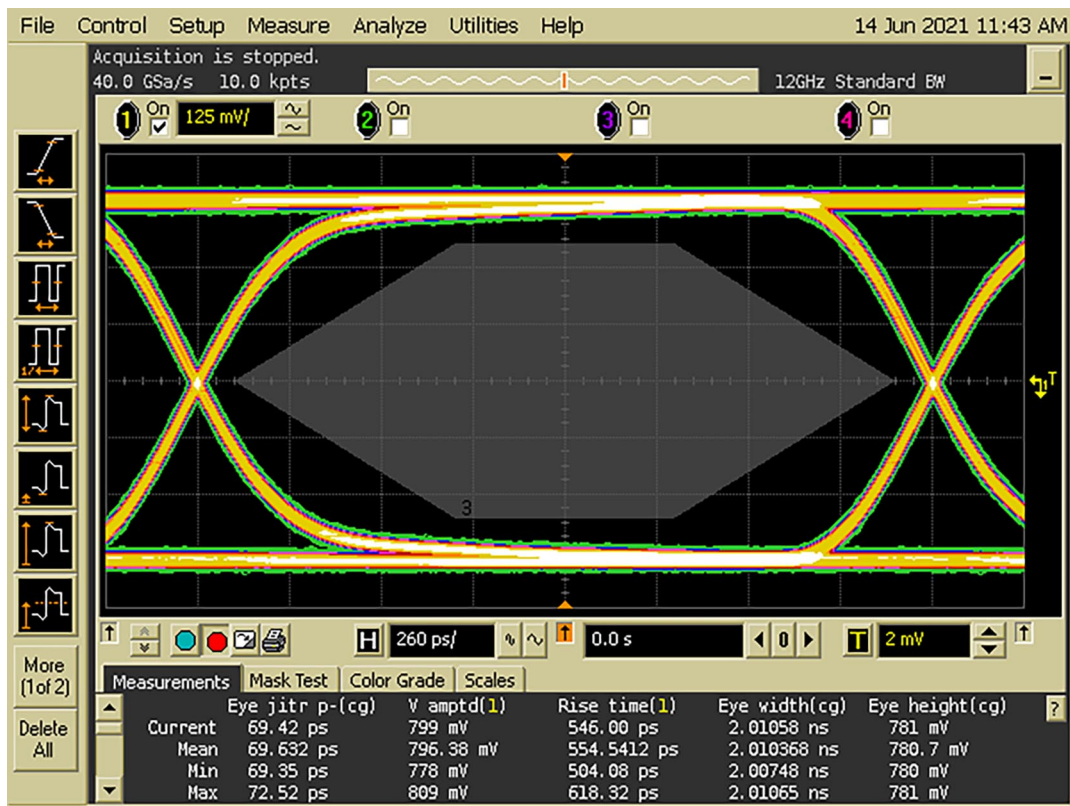 File Control Setup Measure Analyze Utilities Help 14 Jun 2021 11:43 AM
Acquisition is stopped.
40.0 GSa/s 10.0 kpts 12GHz Standard BW
1 On 125 mV/ 2 On 3 On 4 On
3
T
H 260 ps/ 0.0 s 0 T 2 mV
More
(1 of 2)
Delete
All
Measurements Mask Test Color Grade Scales
Eye jitr p-(cg) V amptd(1) Rise time(1) Eye width(cg) Eye height(cg) ?
Current 69.42 ps 799 mV 546.00 ps 2.01058 ns 781 mV
Mean 69.632 ps 796.38 mV 554.5412 ps 2.010368 ns 780.7 mV
Min 69.35 ps 778 mV 504.08 ps 2.00748 ns 780 mV
Max 72.52 ps 809 mV 618.32 ps 2.01065 ns 781 mV